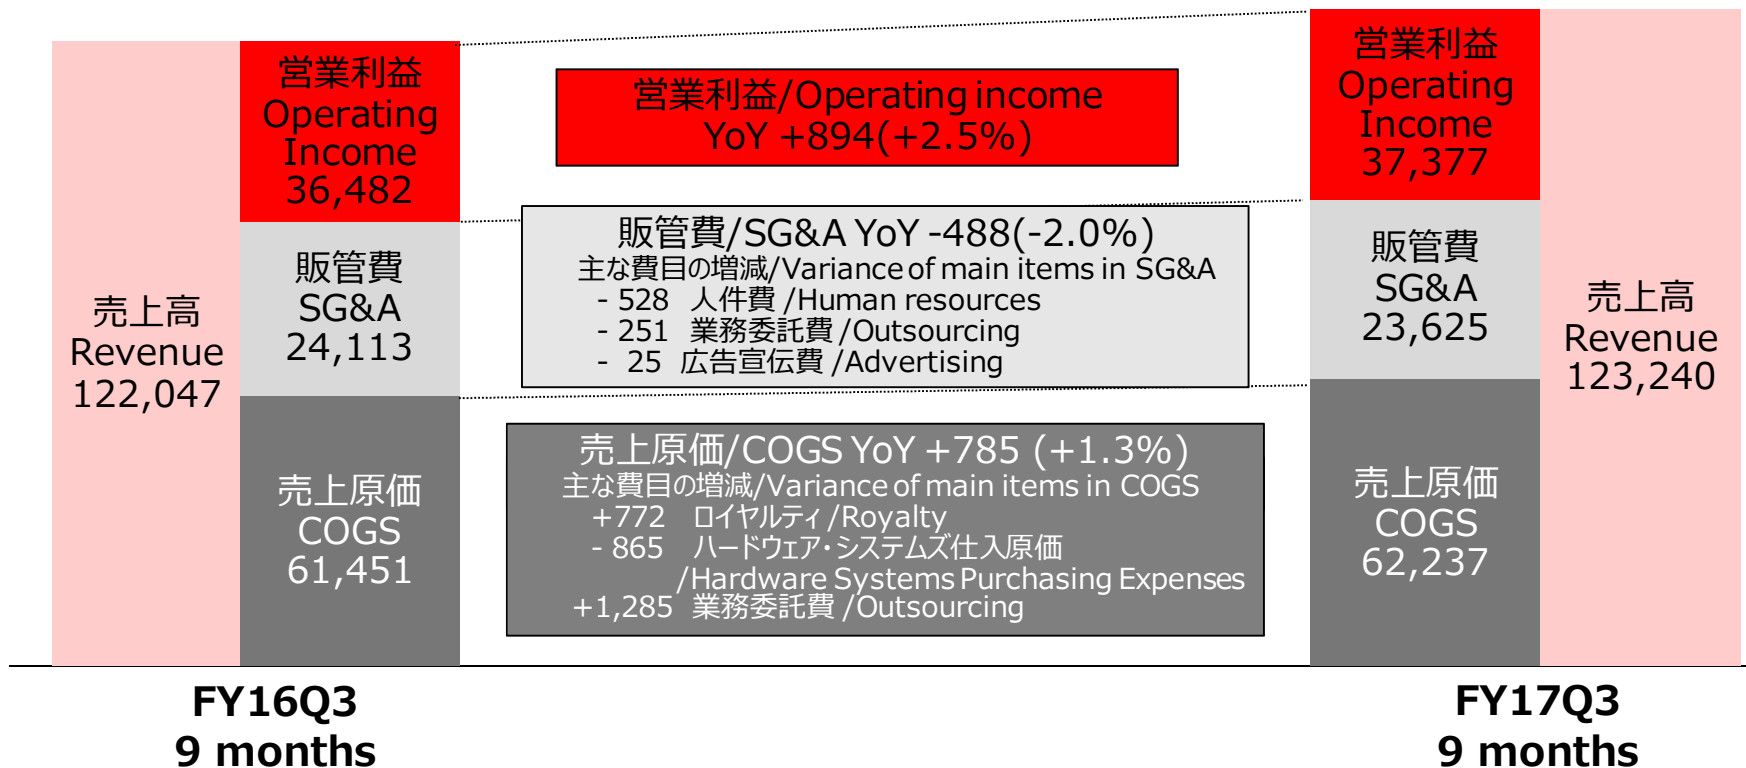 売上高
Revenue
122,047
営業利益
Operating
Income
36,482
販管費
SG&A
24,113
売上原価
COGS
61,451
営業利益/Operating income
YoY +894(+2.5%)
販管費/SG&A YoY -488(-2.0%)
主な費目の増減/Variance of main items in SG&A
- 528 人件費 /Human resources
- 251 業務委託費 /Outsourcing
- 25 広告宣伝費 /Advertising
売上原価/COGS YoY +785 (+1.3%)
主な費目の増減/Variance of main items in COGS
+772 ロイヤルティ /Royalty
- 865 ハードウェア・システムズ仕入原価
/Hardware Systems Purchasing Expenses
+1,285 業務委託費 /Outsourcing
営業利益
Operating
Income
37,377
販管費
SG&A
23,625
売上原価
COGS
62,237
売上高
Revenue
123,240
FY16Q3
9 months
FY17Q3
9 months